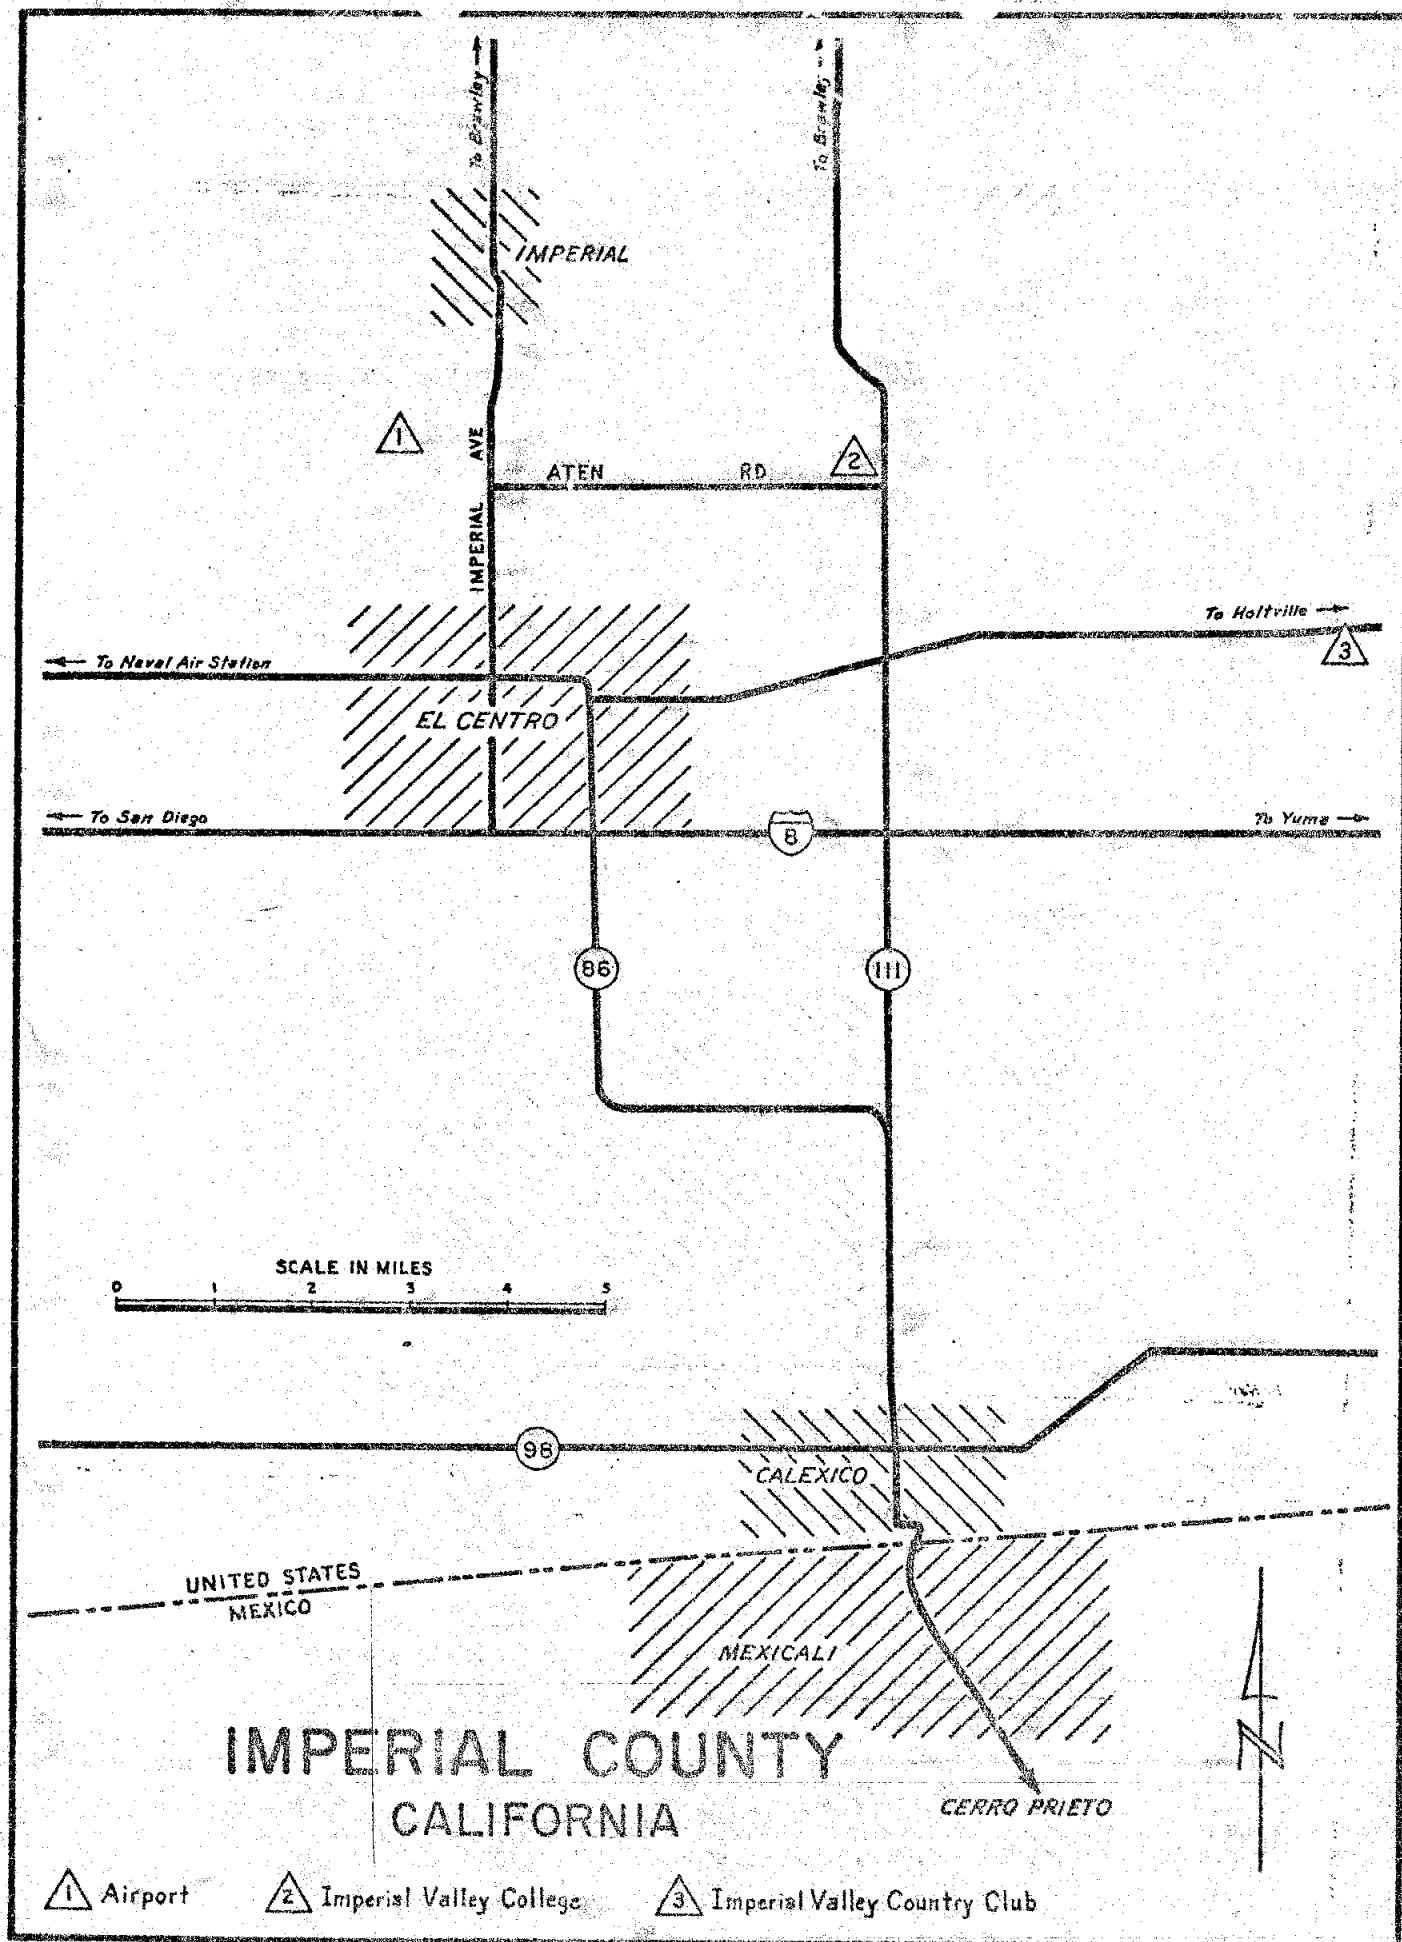 To Brawley
To Brawley
IMPERIAL
1
IMPERIAL AVE
ATEN RD
2
To Holtville
3
To Naval Air Station
EL CENTRO
To San Diego
8
To Yuma
86
111
SCALE IN MILES
0 1 2 3 4 5
98
CALEXICO
UNITED STATES
MEXICO
MEXICALI
N
IMPERIAL COUNTY
CALIFORNIA
CERRO PRIETO
1 Airport
2 Imperial Valley College
3 Imperial Valley Country Club